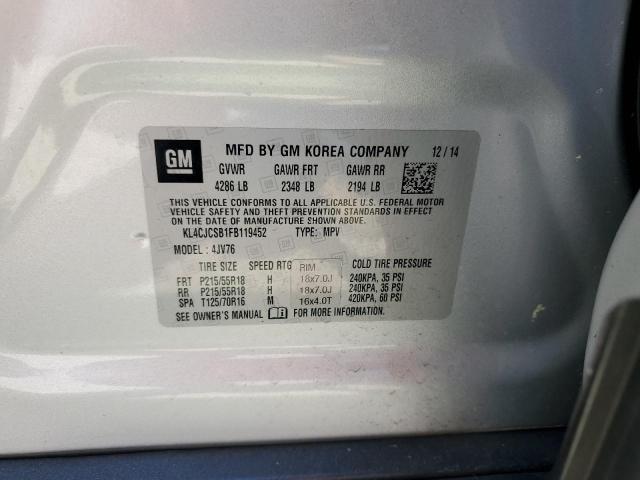 GM
MFD BY GM KOREA COMPANY 12/14
GVWR GAWR FRT GAWR RR
4286 LB 2348 LB 2194 LB
THIS VEHICLE CONFORMS TO ALL APPLICABLE U.S. FEDERAL MOTOR
VEHICLE SAFETY, BUMPER, AND THEFT PREVENTION STANDARDS IN EFFECT
ON THE DATE OF MANUFACTURE SHOWN ABOVE.
KL4CJCSB1FB119452 TYPE: MPV
MODEL: 4JV76
TIRE SIZE SPEED RTG RIM COLD TIRE PRESSURE
FRT P215/55R18 H 18x7.0J 240KPA, 35 PSI
RR P215/55R18 H 18x7.0J 240KPA, 35 PSI
SPA T125/70R16 M 16x4.0T 420KPA, 60 PSI
SEE OWNER'S MANUAL FOR MORE INFORMATION.